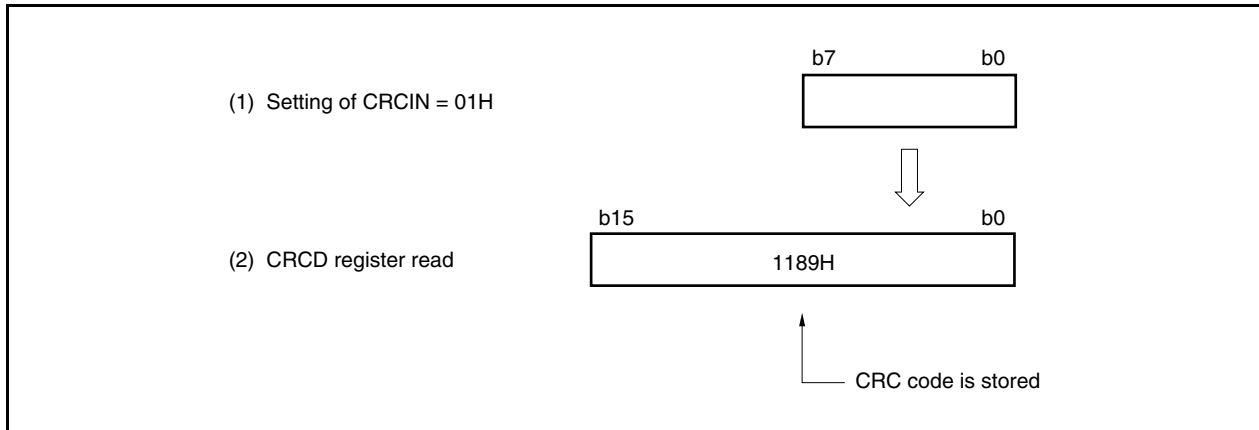 b7 b0
(1) Setting of CRCIN = 01H
b15 b0
(2) CRCD register read 1189H
CRC code is stored